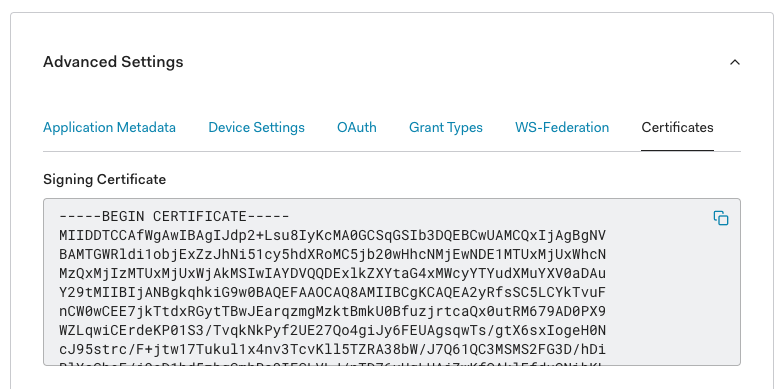 Advanced Settings
Application Metadata Device Settings OAuth Grant Types WS-Federation Certificates
Signing Certificate
-----BEGIN CERTIFICATE-----
MIIDDTCCAfWgAwIBAgIJdp2+Lsu8IyKcMA0GCSqGSIb3DQEBCwUAMCQxIjAgBgNV
BAMTGWRldi1objExZzJhNi51cy5hdXRoMC5jb20wHhcNMjEwNDE1MTUxMjUxWhcN
MzQxMjIzMTUxMjUxWjAkMSIwIAYDVQQDExlkZXYtaG4xMWcyYTYudXMuYXV0aDAu
Y29tMIIBIjANBgkqhkiG9w0BAQEFAAOCAQ8AMIIBCgKCAQEA2yRfsSC5LCYkTvuF
nCW0wCEE7jkTtdxRGytTBwJEarqzmgMzktBmkU0BfuzjrtcaQx0utRM679AD0PX9
WZLqwiCErdeKP01S3/TvqkNkPyf2UE27Qo4giJy6FEUAgsqwTs/gtX6sxIogeH0N
cJ95strc/F+jtw17Tukul1x4nv3TcvKll5TZRA38bW/J7Q61QC3MSMS2FG3D/hDi